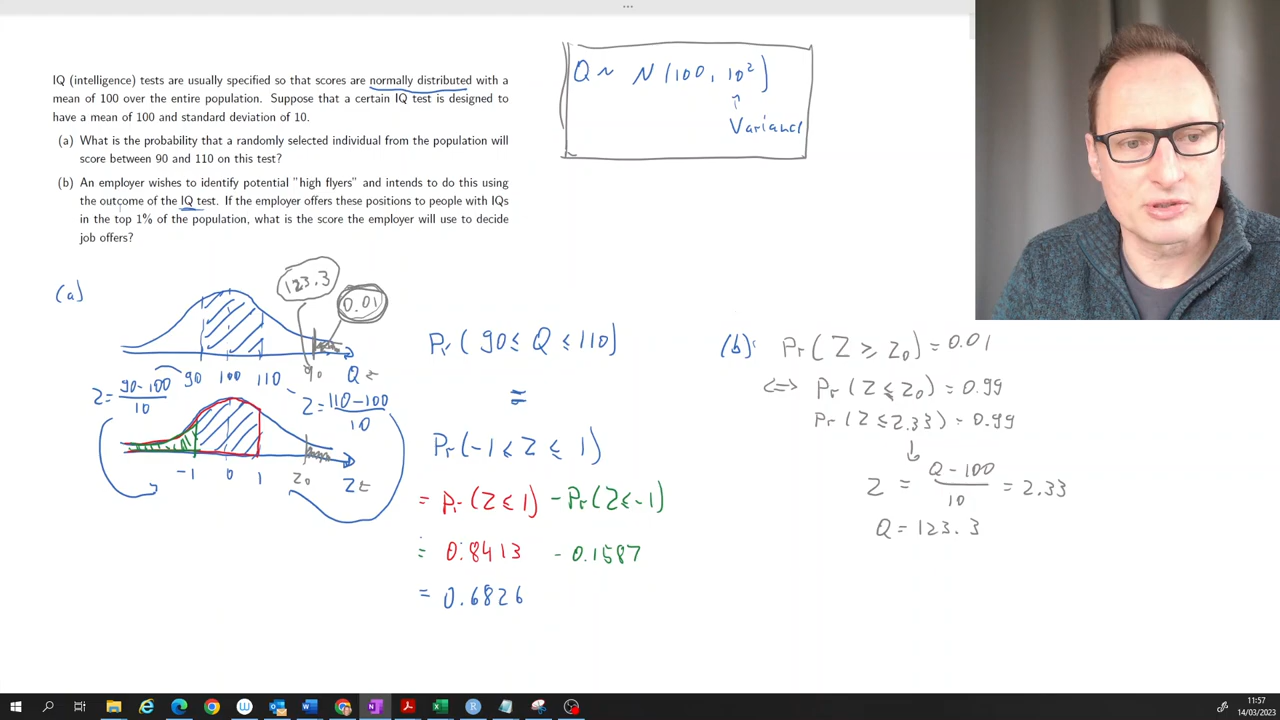 IQ (intelligence) tests are usually specified so that scores are normally distributed with a
mean of 100 over the entire population. Suppose that a certain IQ test is designed to
have a mean of 100 and standard deviation of 10.
(a) What is the probability that a randomly selected individual from the population will
score between 90 and 110 on this test?
(b) An employer wishes to identify potential "high flyers" and intends to do this using
the outcome of the IQ test. If the employer offers these positions to people with IQs
in the top 1% of the population, what is the score the employer will use to decide
job offers?
Q ~ N(100, 10²)
↑
Variance
(a)
123.3
0.01
90 100 110 q₀ Q
Z = (90-100)/10
Z = (110-100)/10
-1 0 1 Z₀ Z
Pr(90 ≤ Q ≤ 110)
=
Pr(-1 ≤ Z ≤ 1)
= Pr(Z ≤ 1) - Pr(Z ≤ -1)
= 0.8413 - 0.1587
= 0.6826
(b): Pr(Z ≥ z₀) = 0.01
⇔ Pr(Z ≤ z₀) = 0.99
Pr(Z ≤ 2.33) = 0.99
↓
Z = (Q-100)/10 = 2.33
Q = 123.3
11:57
14/03/2023